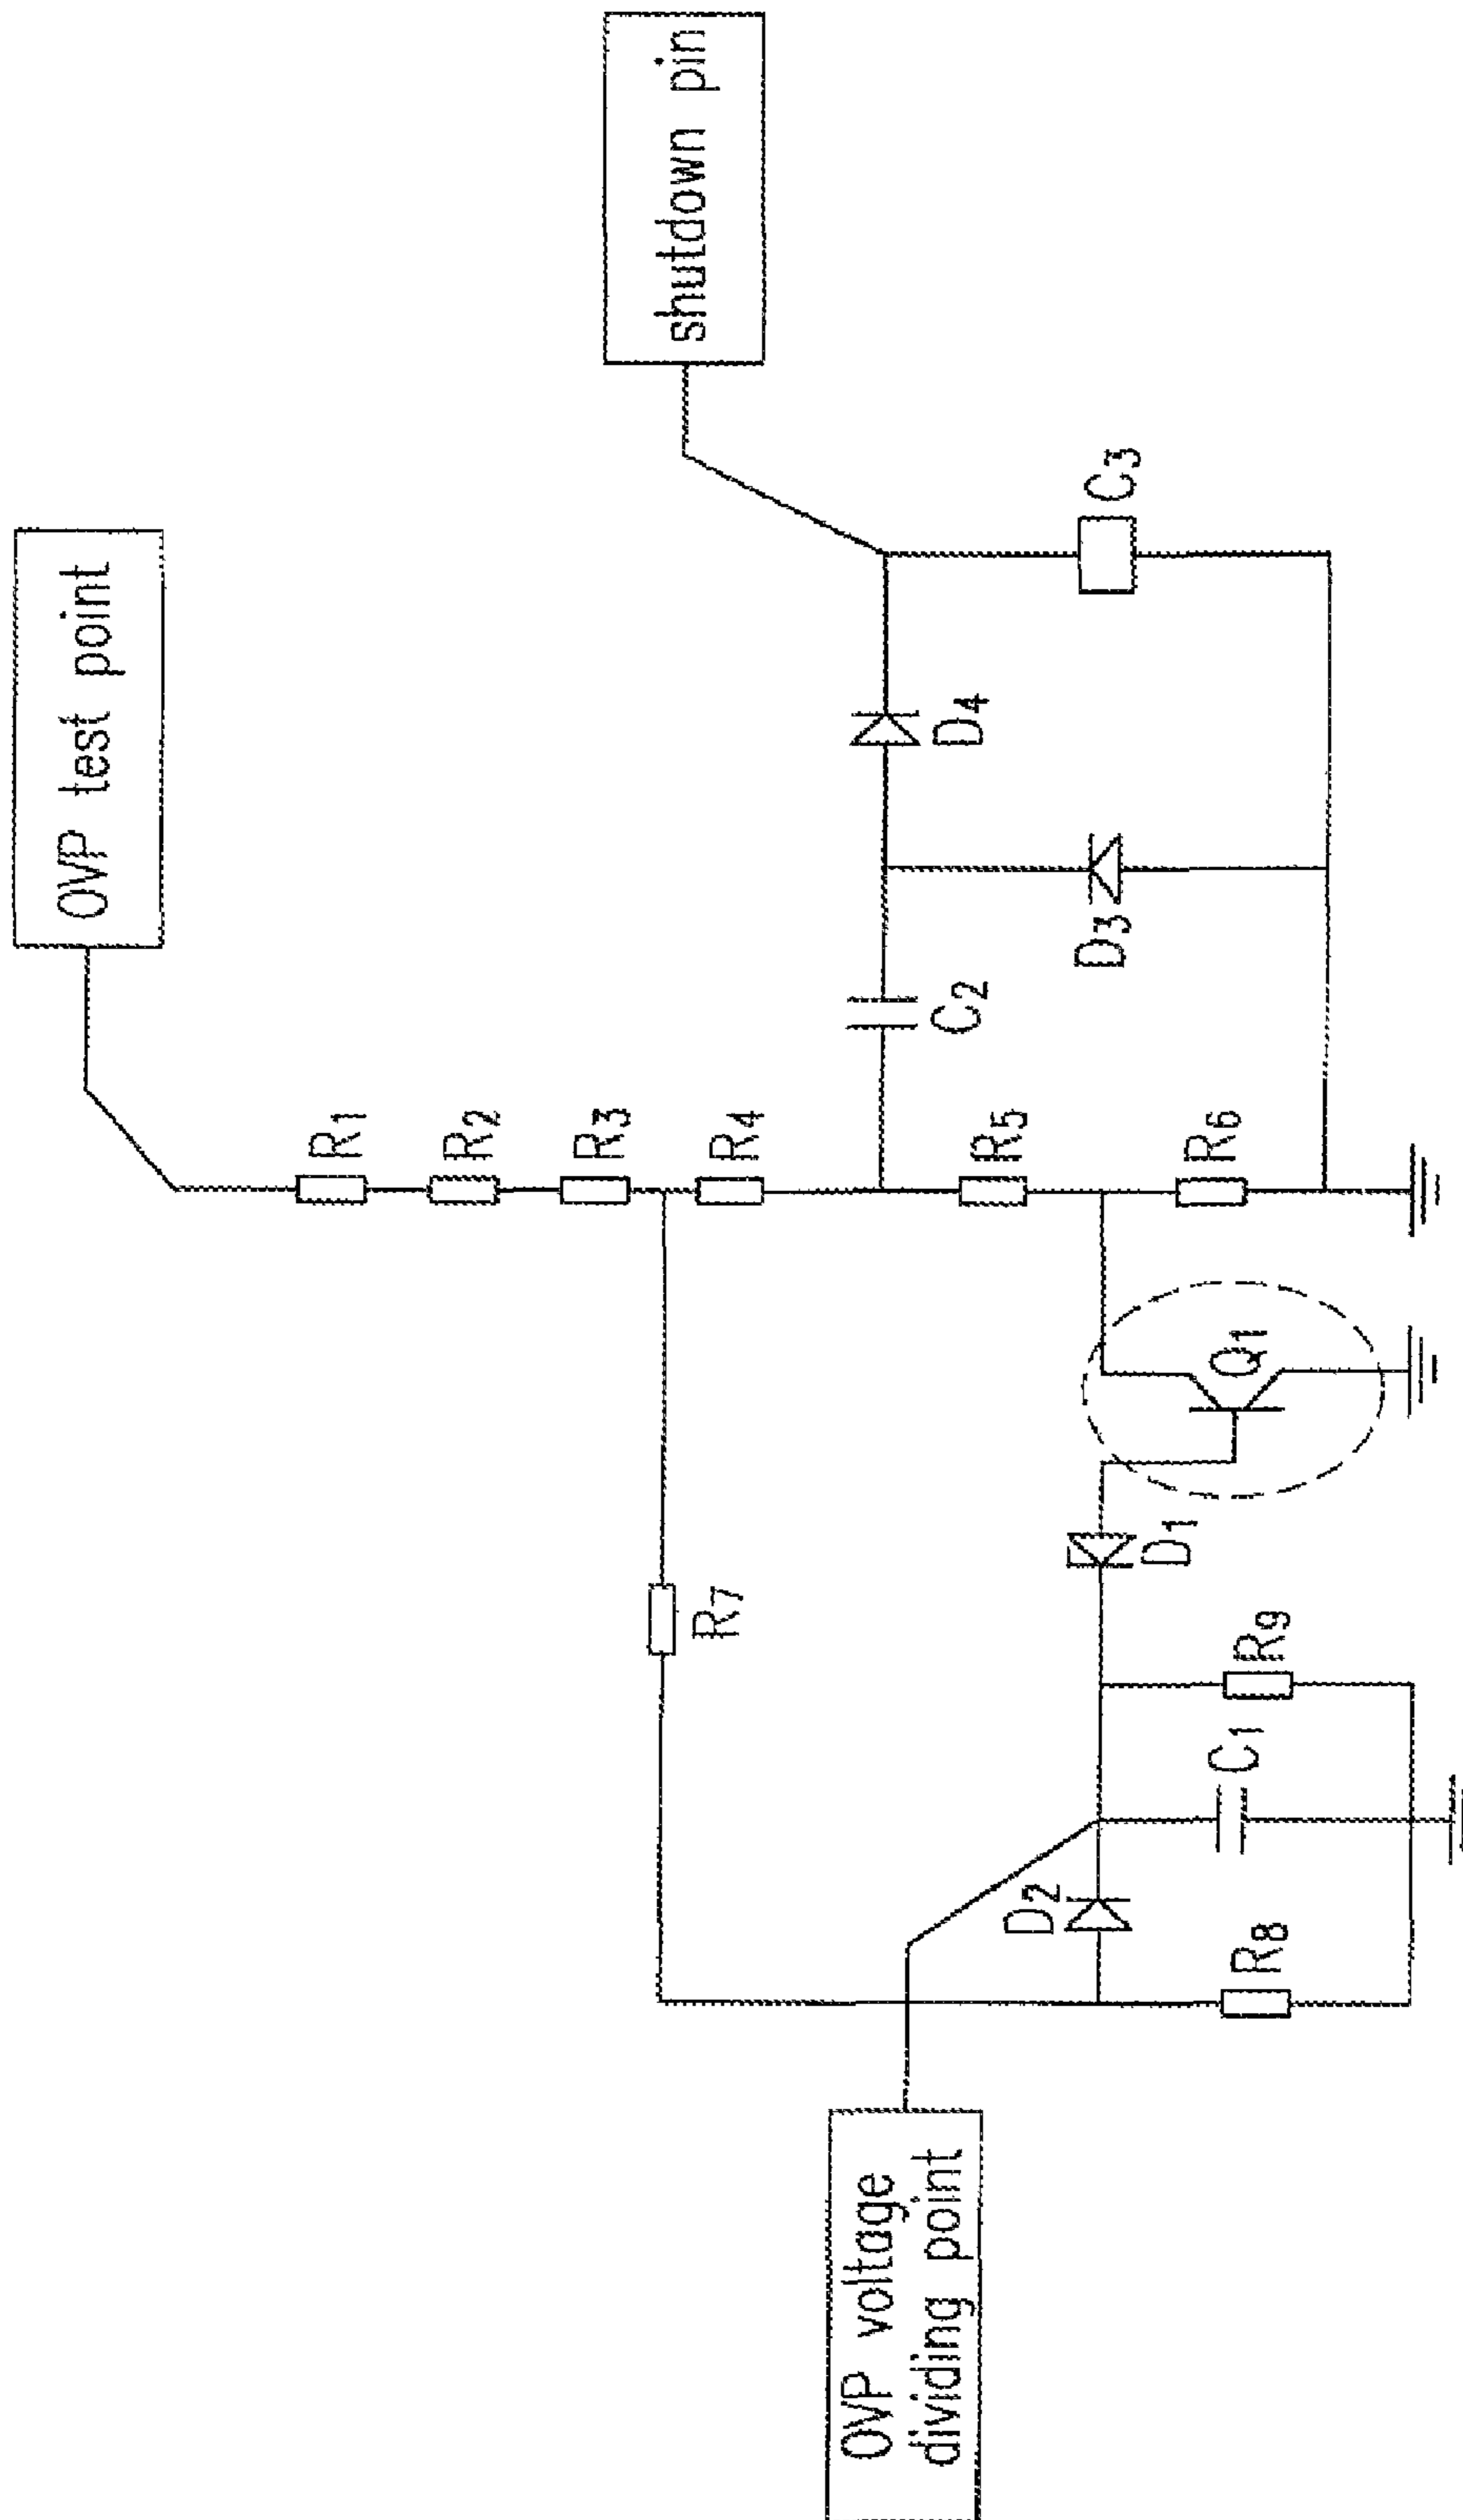 OVP test point
shutdown pin
R1
R2
R3
R4
R5
R6
R7
C2
D4
D3
C3
Q1
D1
R9
C1
D2
R8
OVP voltage
dividing point